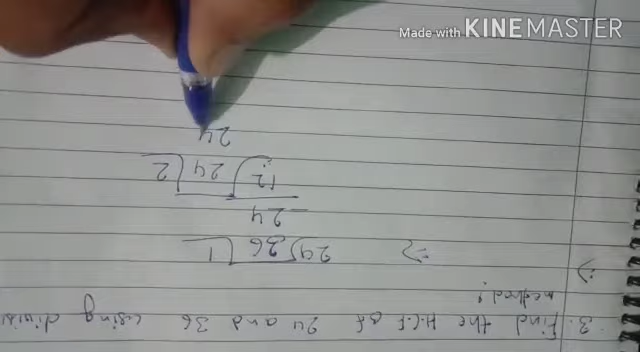 Made with KINEMASTER
3. Find the H.C.F of 24 and 36 using
method?
:-) => 24)36(1
-24
12)24(2
24